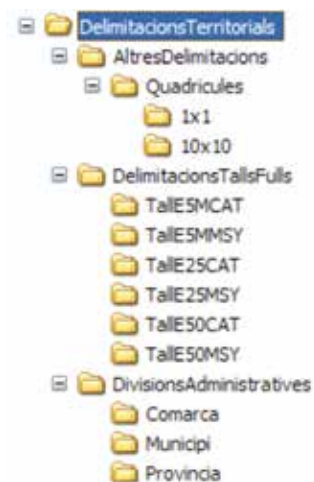 DelimitacionsTerritorials
AltresDelimitacions
Quadricules
1x1
10x10
DelimitacionsTallsFulls
TallE5MCAT
TallE5MMSY
TallE25CAT
TallE25MSY
TallE50CAT
TallE50MSY
DivisionsAdministratives
Comarca
Municipi
Provincia